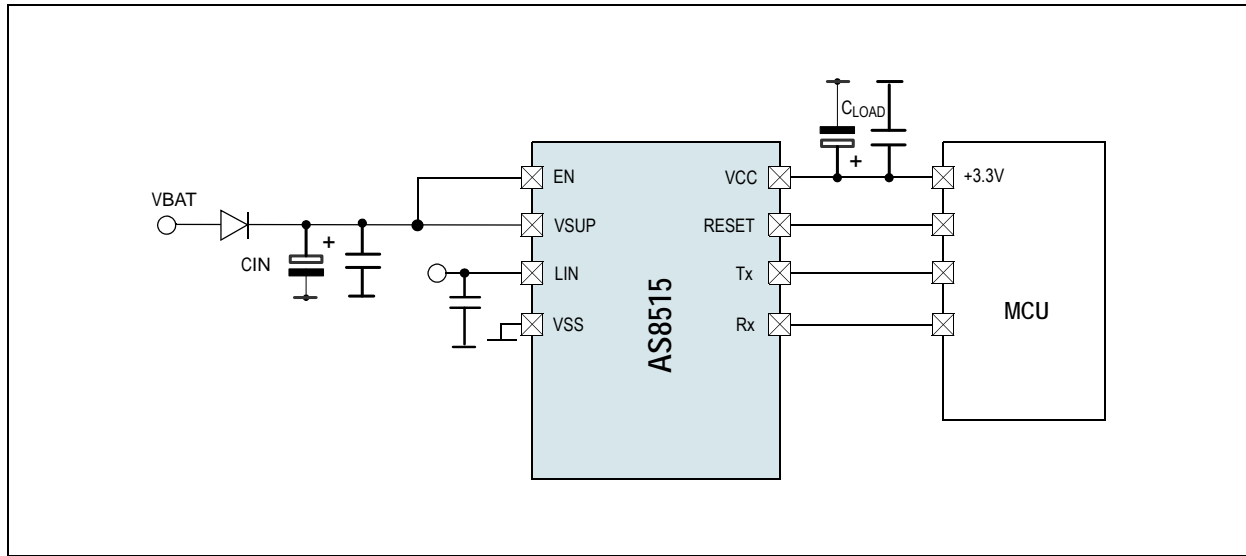 VBAT
CIN
+
EN
VSUP
LIN
VSS
AS8515
VCC
RESET
Tx
Rx
CLOAD
+
+3.3V
MCU